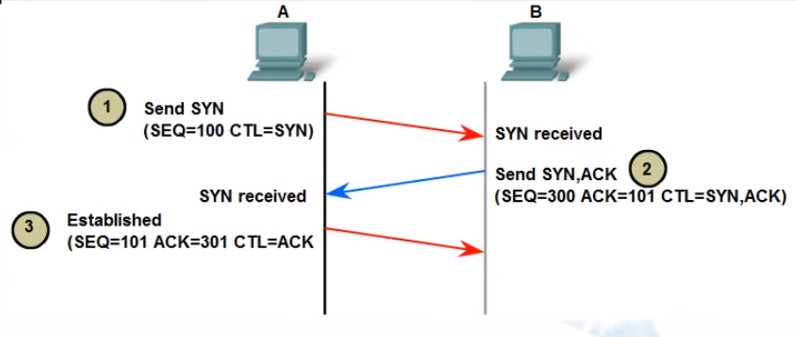 A
B
1
Send SYN
(SEQ=100 CTL=SYN)
SYN received
Send SYN,ACK
2
(SEQ=300 ACK=101 CTL=SYN,ACK)
SYN received
3
Established
(SEQ=101 ACK=301 CTL=ACK